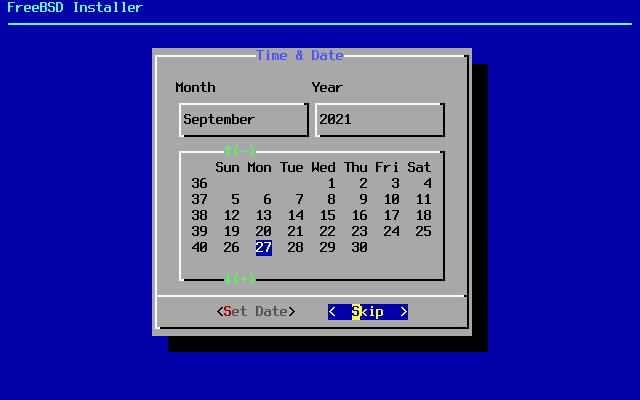 FreeBSD Installer
Time & Date
Month Year
September 2021
↑(-)
Sun Mon Tue Wed Thu Fri Sat
36 1 2 3 4
37 5 6 7 8 9 10 11
38 12 13 14 15 16 17 18
39 19 20 21 22 23 24 25
40 26 27 28 29 30
↓(+)
<Set Date> < Skip >